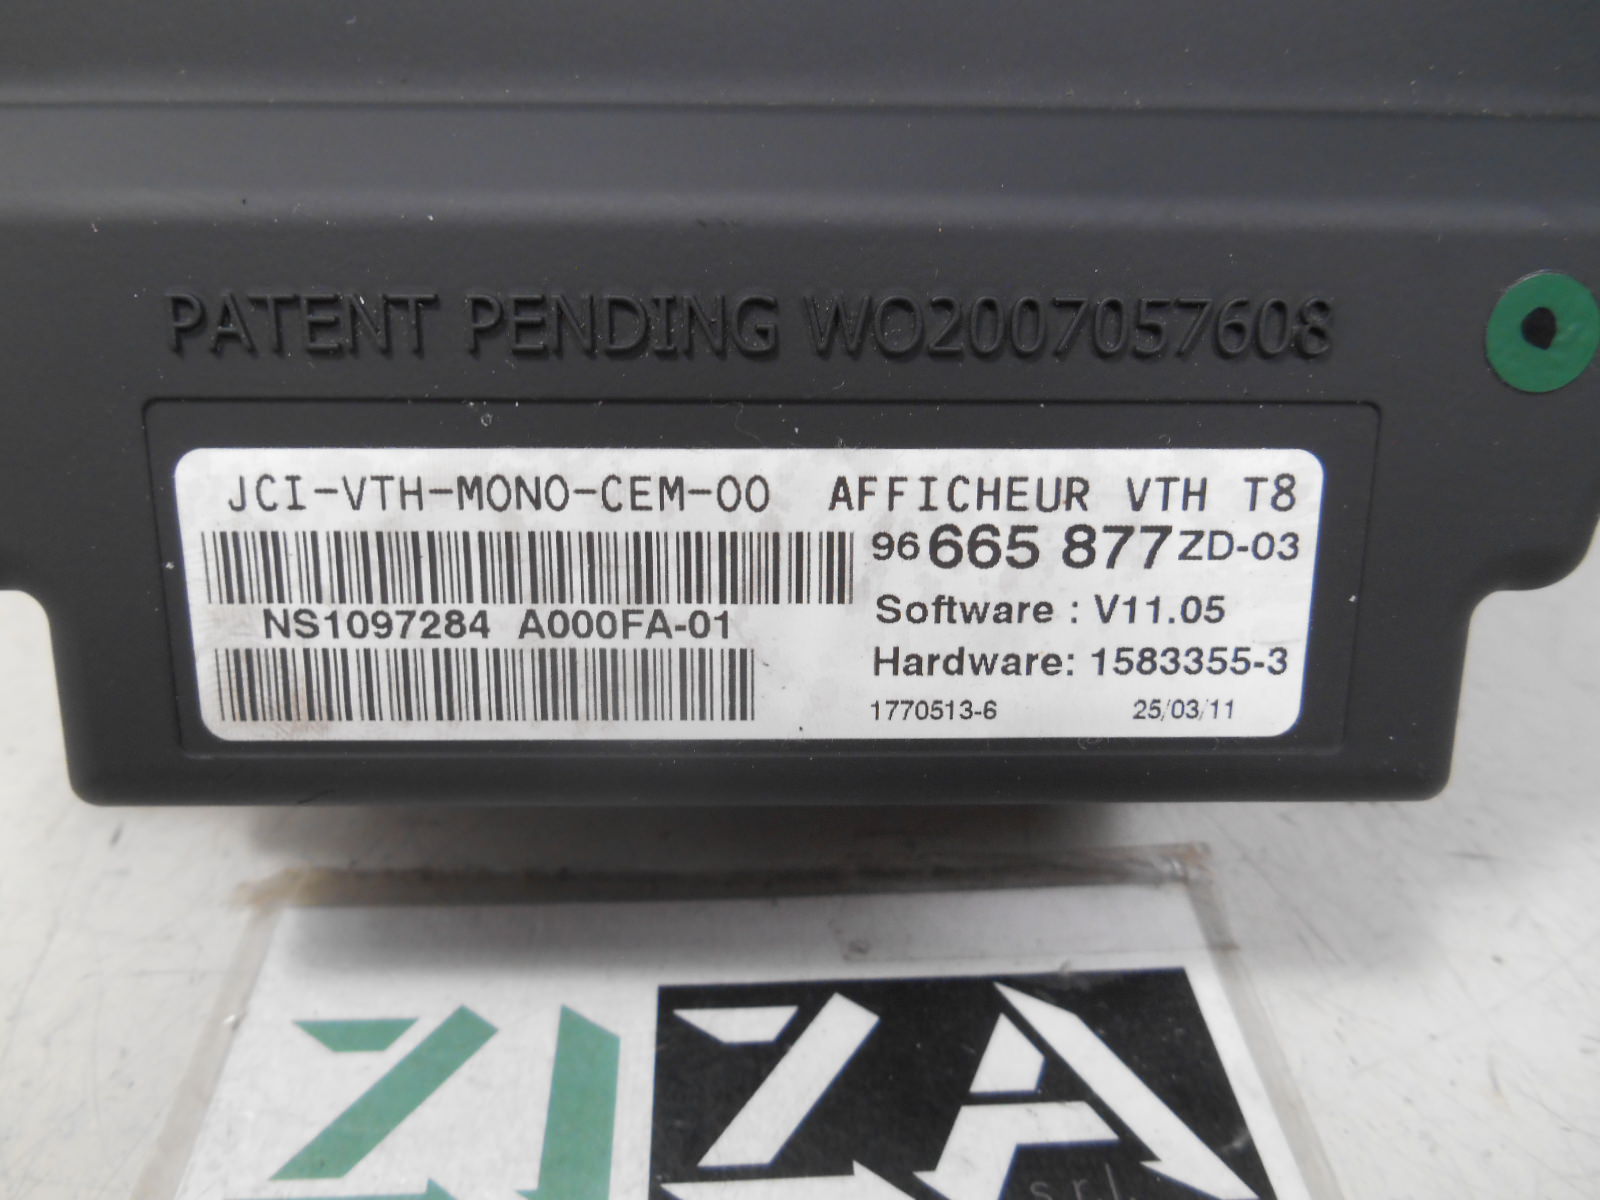 PATENT PENDING WO2007057608
JCI-VTH-MONO-CEM-00 AFFICHEUR VTH T8
96 665 877 ZD-03
NS1097284 A000FA-01
Software : V11.05
Hardware: 1583355-3
1770513-6 25/03/11
ZIZA
s.r.l.